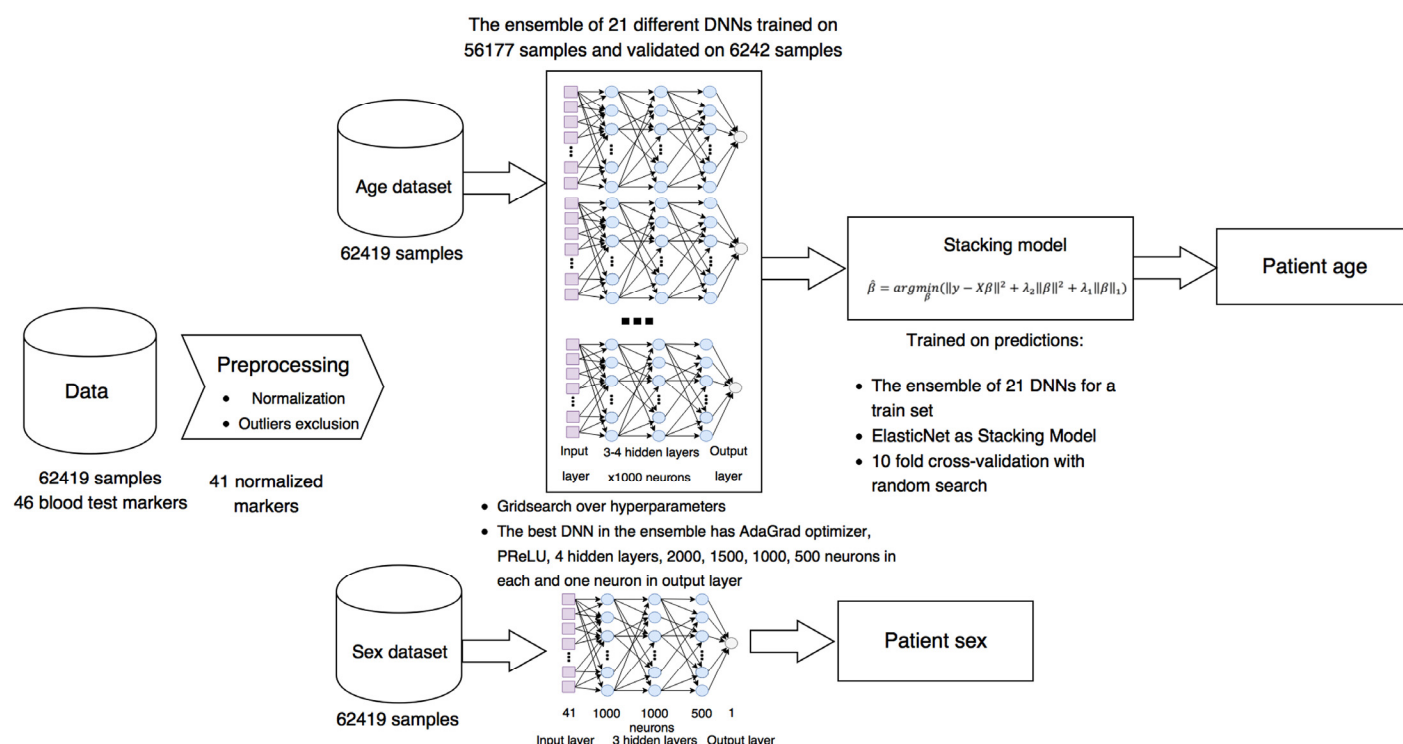 The ensemble of 21 different DNNs trained on
56177 samples and validated on 6242 samples
Age dataset
62419 samples
Input
layer
3-4 hidden layers
x1000 neurons
Output
layer
Stacking model
β̂ = argmin(‖y − Xβ‖² + λ₂‖β‖² + λ₁‖β‖₁)
β
Patient age
Trained on predictions:
• The ensemble of 21 DNNs for a
train set
• ElasticNet as Stacking Model
• 10 fold cross-validation with
random search
Data
62419 samples
46 blood test markers
Preprocessing
• Normalization
• Outliers exclusion
41 normalized
markers
• Gridsearch over hyperparameters
• The best DNN in the ensemble has AdaGrad optimizer,
PReLU, 4 hidden layers, 2000, 1500, 1000, 500 neurons in
each and one neuron in output layer
Sex dataset
62419 samples
41 1000 1000 500 1
neurons
Input layer 3 hidden layers Output layer
Patient sex